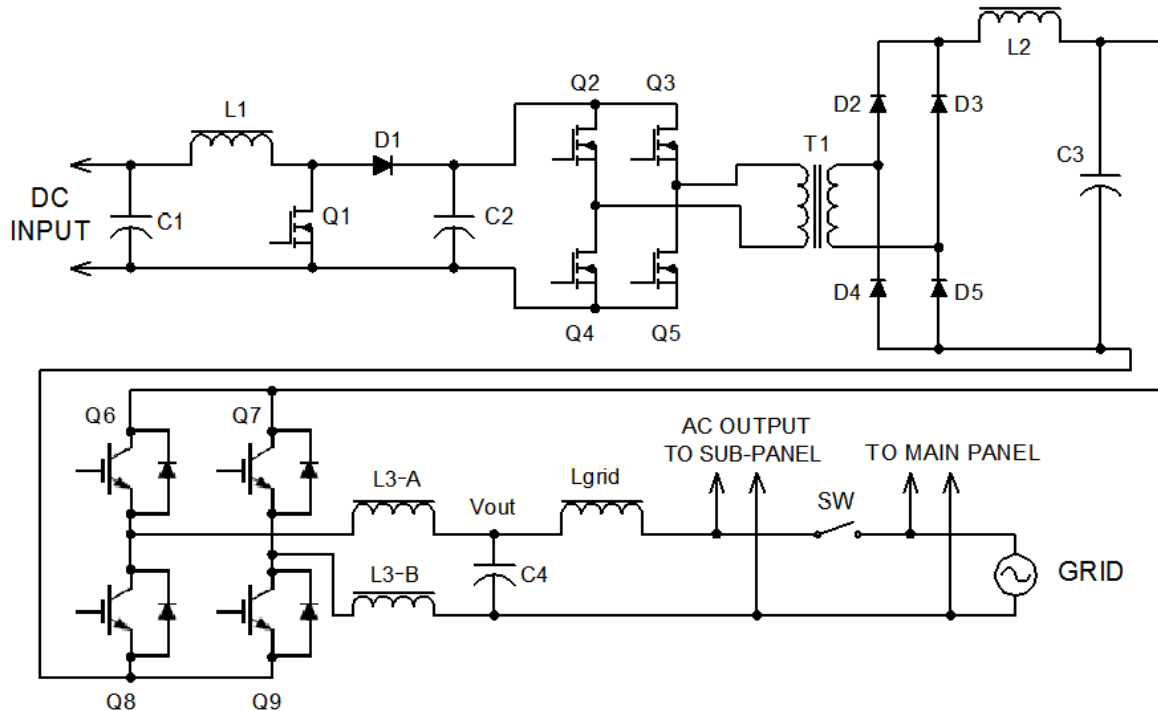 L2
Q2
Q3
L1
D1
D2
D3
T1
C3
DC
INPUT
C1
Q1
C2
D4
D5
Q4
Q5
Q6
Q7
AC OUTPUT
TO SUB-PANEL
TO MAIN PANEL
L3-A
Vout
Lgrid
SW
C4
GRID
L3-B
Q8
Q9